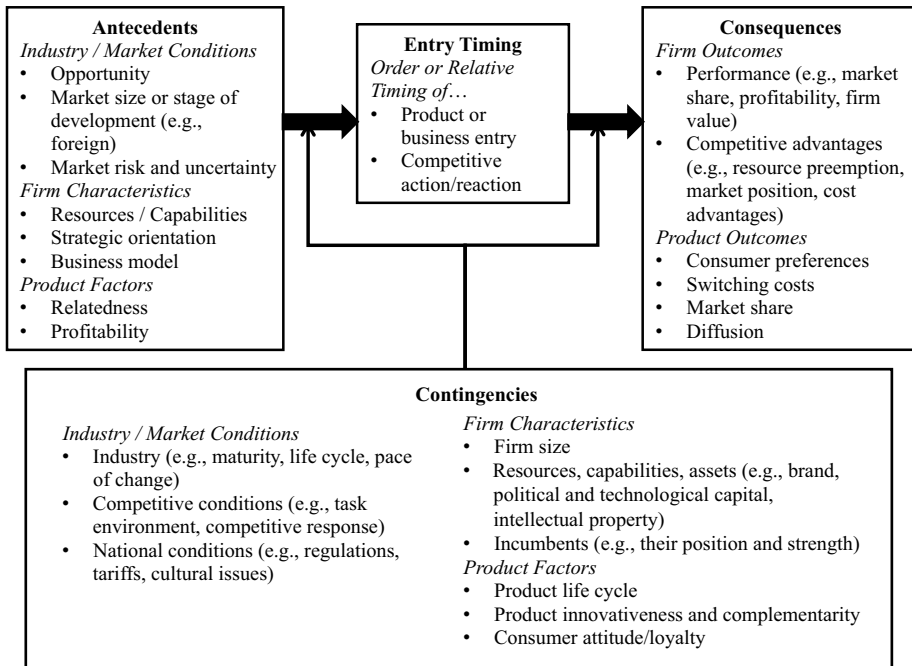 Antecedents
Industry / Market Conditions
• Opportunity
• Market size or stage of
development (e.g.,
foreign)
• Market risk and uncertainty
Firm Characteristics
• Resources / Capabilities
• Strategic orientation
• Business model
Product Factors
• Relatedness
• Profitability
Entry Timing
Order or Relative
Timing of…
• Product or
business entry
• Competitive
action/reaction
Consequences
Firm Outcomes
• Performance (e.g., market
share, profitability, firm
value)
• Competitive advantages
(e.g., resource preemption,
market position, cost
advantages)
Product Outcomes
• Consumer preferences
• Switching costs
• Market share
• Diffusion
Contingencies
Industry / Market Conditions
• Industry (e.g., maturity, life cycle, pace
of change)
• Competitive conditions (e.g., task
environment, competitive response)
• National conditions (e.g., regulations,
tariffs, cultural issues)
Firm Characteristics
• Firm size
• Resources, capabilities, assets (e.g., brand,
political and technological capital,
intellectual property)
• Incumbents (e.g., their position and strength)
Product Factors
• Product life cycle
• Product innovativeness and complementarity
• Consumer attitude/loyalty